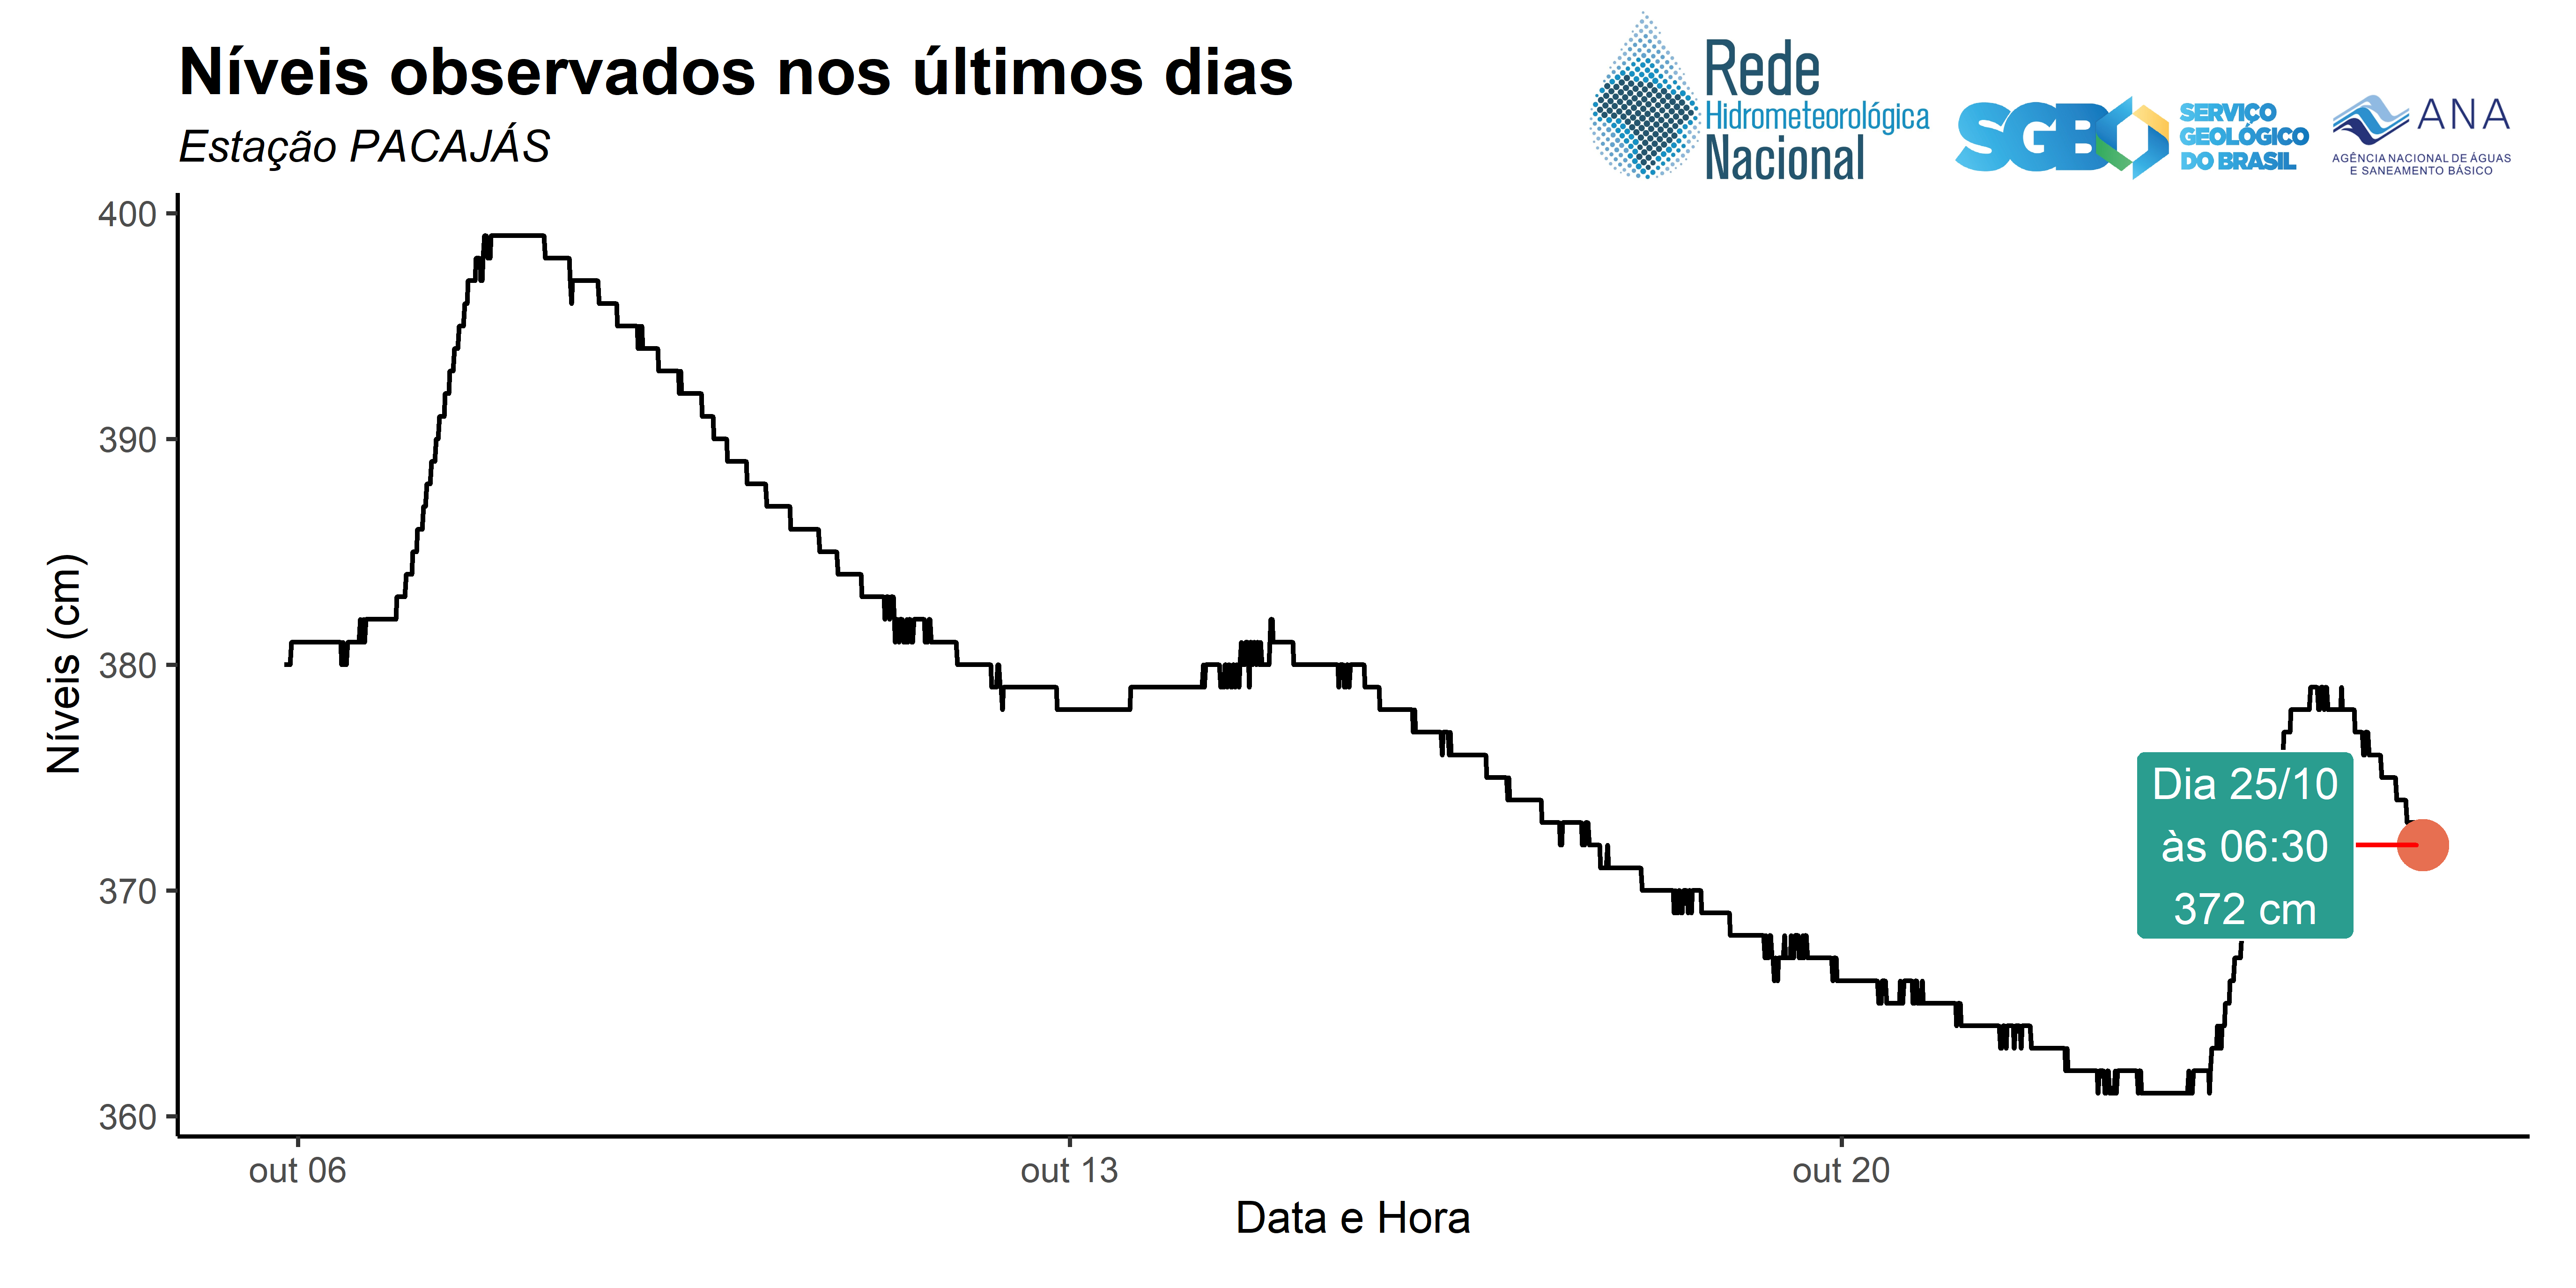 Níveis observados nos últimos dias
Estação PACAJÁS
Rede
Hidrometeorológica
Nacional
SGB
SERVIÇO
GEOLÓGICO
DO BRASIL
ANA
AGÊNCIA NACIONAL DE ÁGUAS
E SANEAMENTO BÁSICO
Níveis (cm)
400
390
380
370
360
Dia 25/10
às 06:30
372 cm
out 06
out 13
out 20
Data e Hora